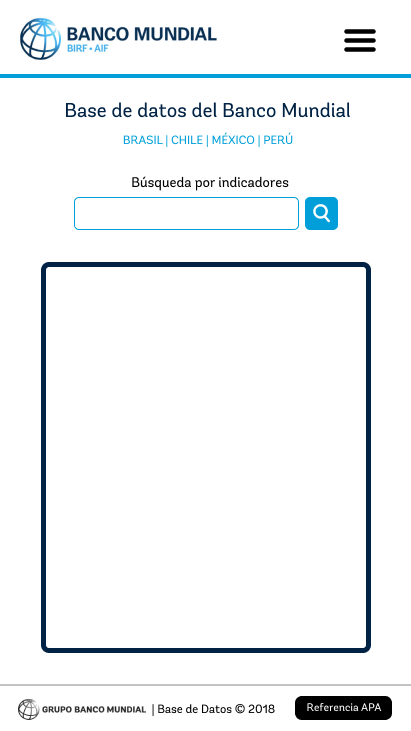 BANCO MUNDIAL
BIRF • AIF
Base de datos del Banco Mundial
BRASIL | CHILE | MÉXICO | PERÚ
Búsqueda por indicadores
GRUPO BANCO MUNDIAL | Base de Datos © 2018
Referencia APA